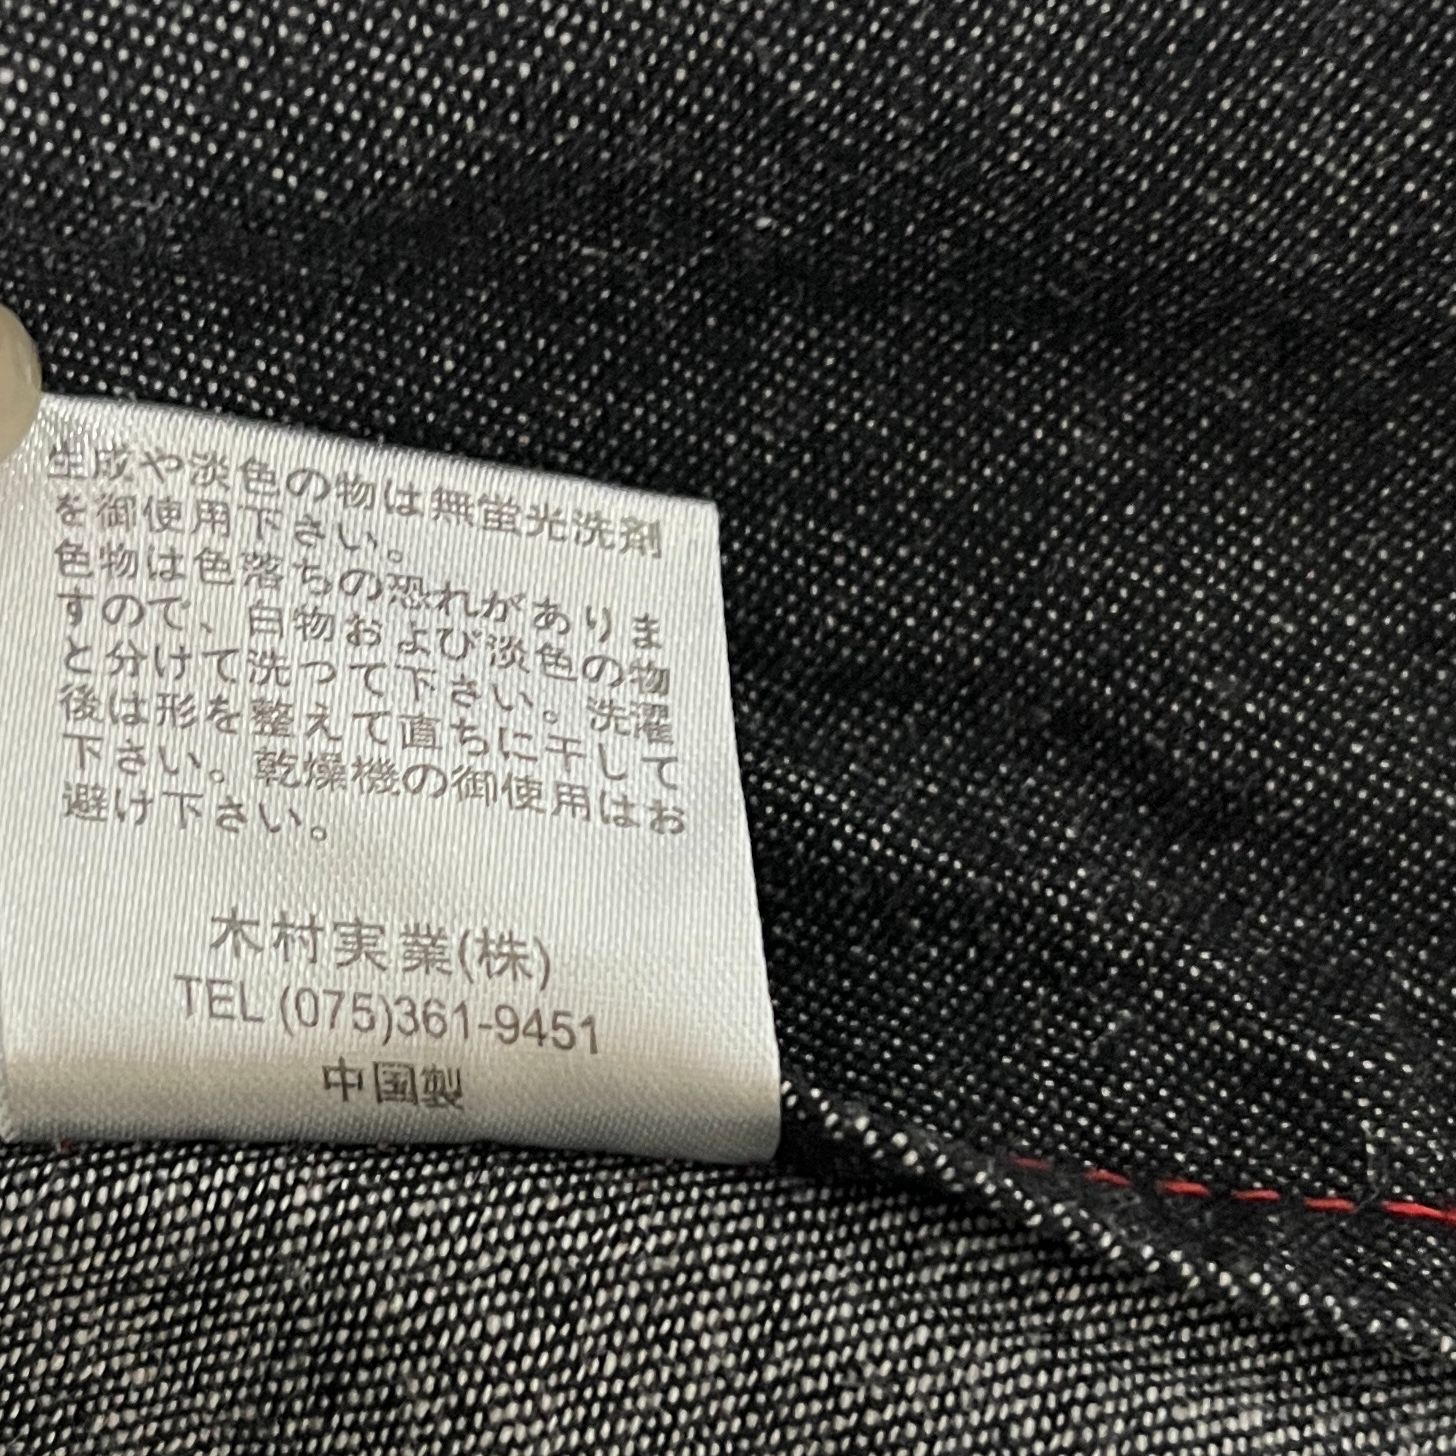 生成や淡色の物は無蛍光洗剤
を御使用下さい。
色物は色落ちの恐れがありま
すので、白物および淡色の物
と分けて洗って下さい。洗濯
後は形を整えて直ちに干して
下さい。乾燥機の御使用はお
避け下さい。
木村実業(株)
TEL (075)361-9451
中国製